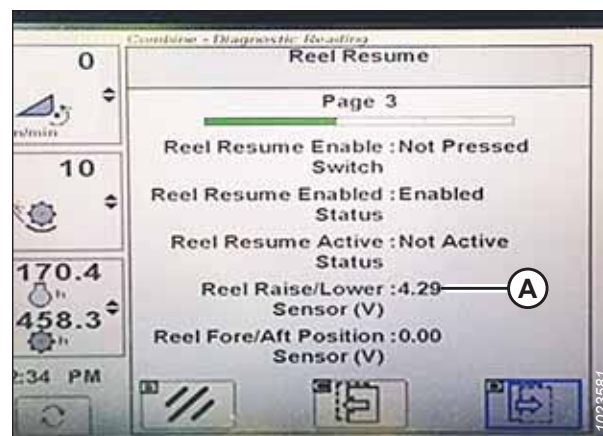 Combine - Diagnostic Reading
Reel Resume
0
n/min
10
170.4
h
458.3
h
2:34 PM
Page 3
Reel Resume Enable :Not Pressed
Switch
Reel Resume Enabled :Enabled
Status
Reel Resume Active :Not Active
Status
Reel Raise/Lower :4.29
Sensor (V)
Reel Fore/Aft Position :0.00
Sensor (V)
A
1023581